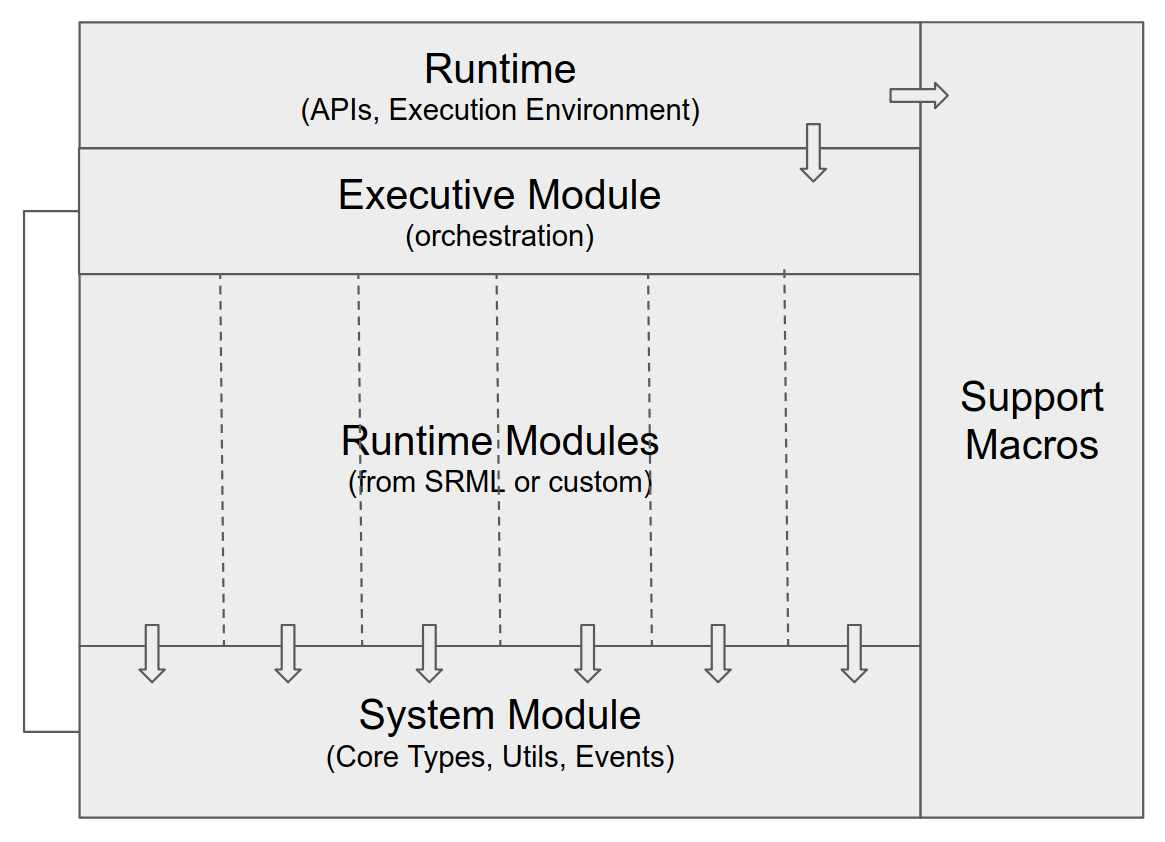 Runtime
(APIs, Execution Environment)
Executive Module
(orchestration)
Runtime Modules
(from SRML or custom)
Support
Macros
System Module
(Core Types, Utils, Events)